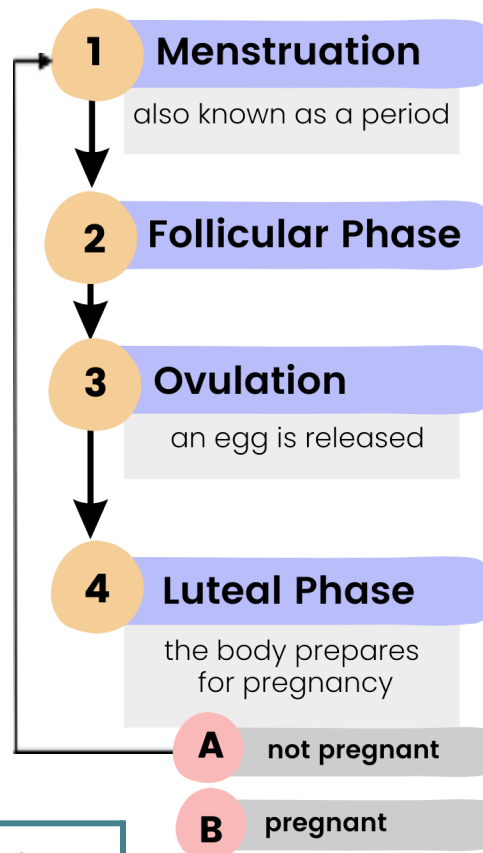 1 Menstruation
also known as a period
2 Follicular Phase
3 Ovulation
an egg is released
4 Luteal Phase
the body prepares
for pregnancy
A not pregnant
B pregnant